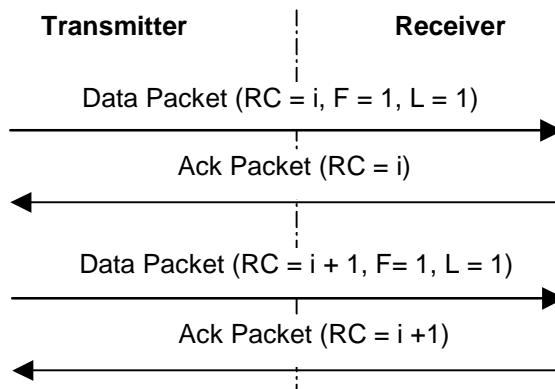 Transmitter Receiver
Data Packet (RC = i, F = 1, L = 1)
Ack Packet (RC = i)
Data Packet (RC = i + 1, F= 1, L = 1)
Ack Packet (RC = i +1)